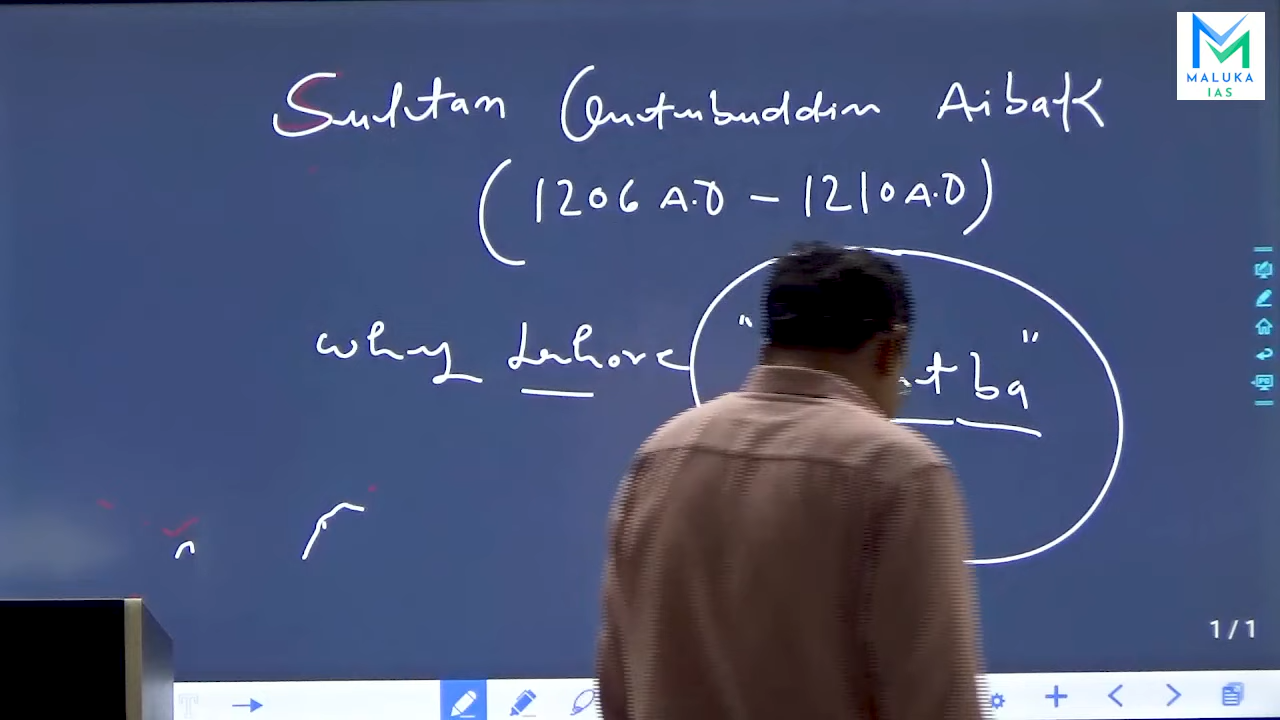 MALUKA
IAS
Sultan Qutubuddin Aibak
(1206 A.D - 1210 A.D)
why Lahore
1/1